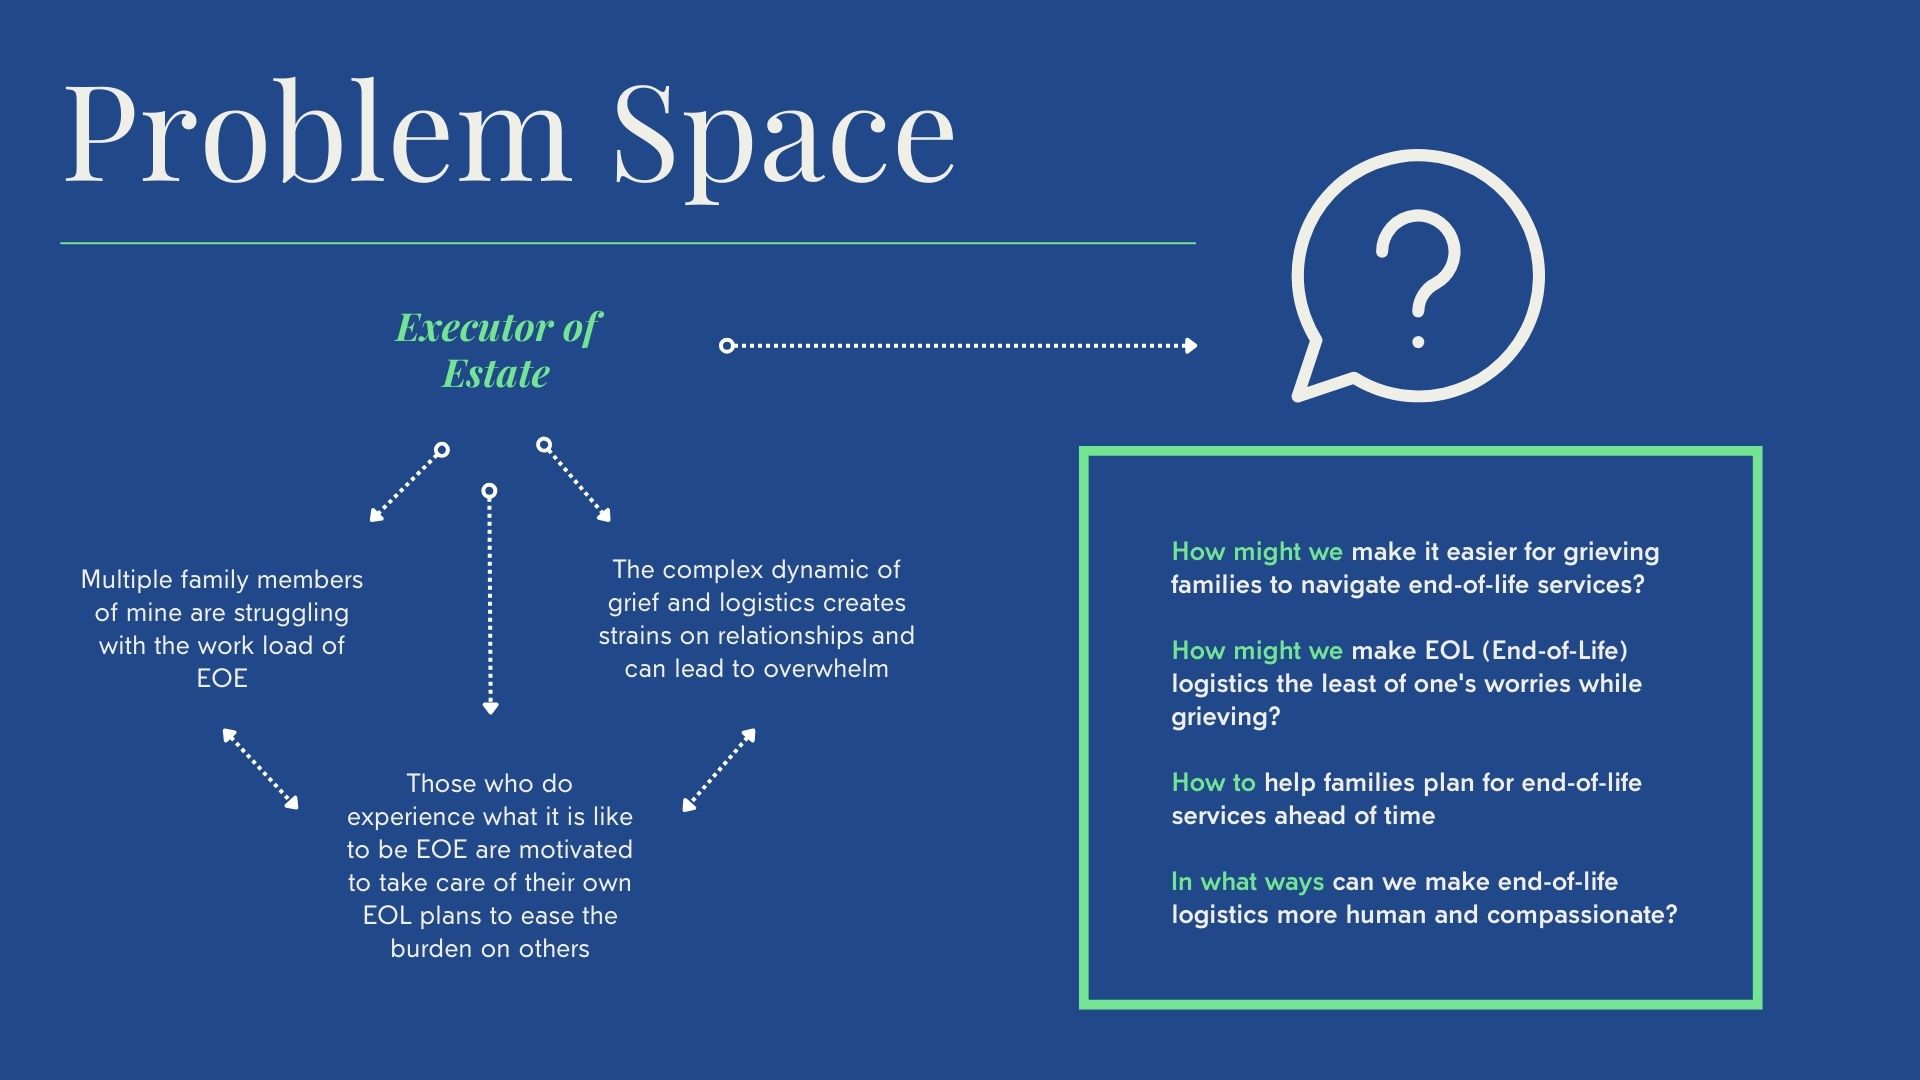 Problem Space
Executor of
Estate
Multiple family members
of mine are struggling
with the work load of
EOE
The complex dynamic of
grief and logistics creates
strains on relationships and
can lead to overwhelm
Those who do
experience what it is like
to be EOE are motivated
to take care of their own
EOL plans to ease the
burden on others
?
How might we make it easier for grieving
families to navigate end-of-life services?
How might we make EOL (End-of-Life)
logistics the least of one's worries while
grieving?
How to help families plan for end-of-life
services ahead of time
In what ways can we make end-of-life
logistics more human and compassionate?